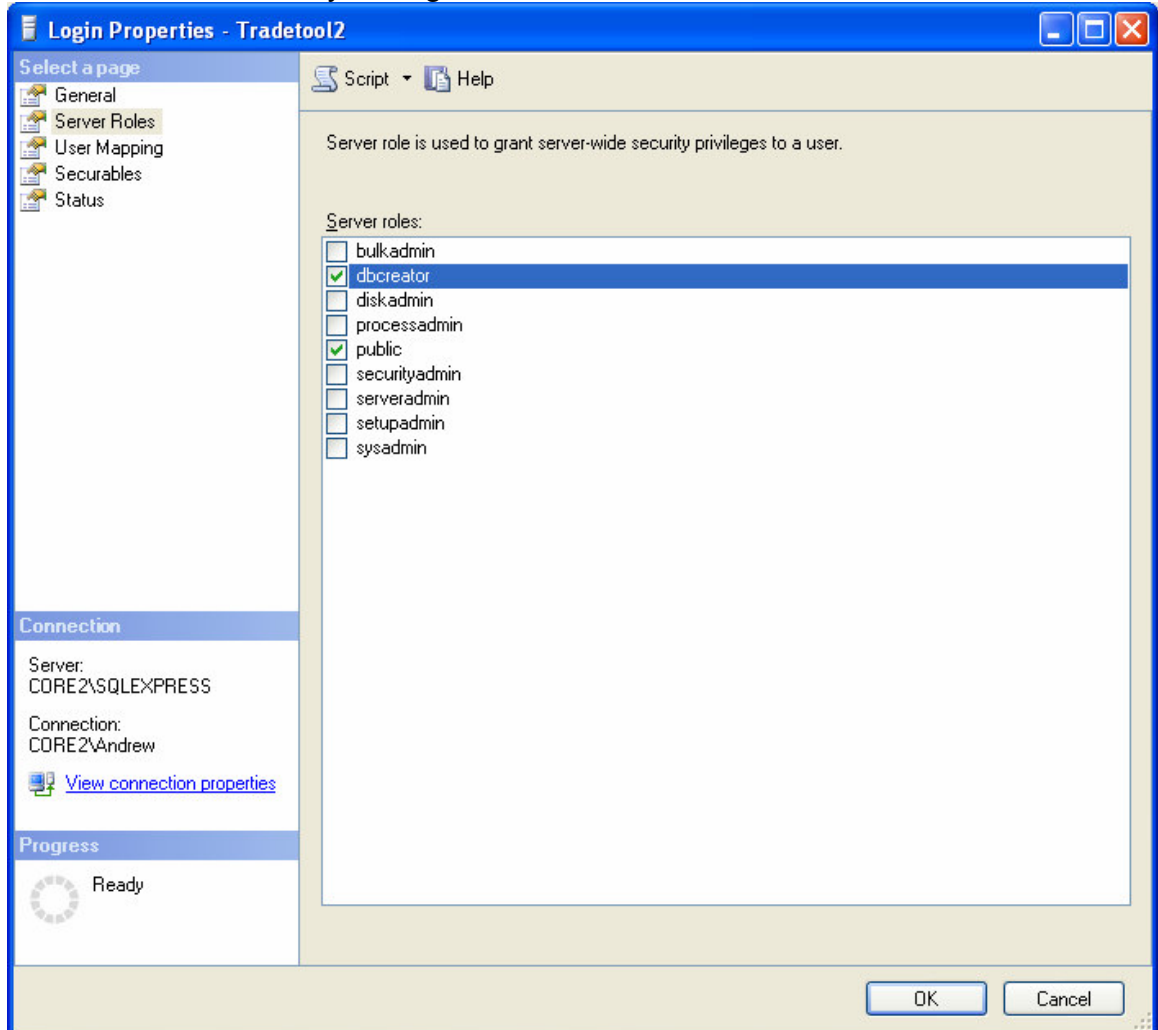 Login Properties - Tradetool2
Select a page
General
Server Roles
User Mapping
Securables
Status
Script
Help
Server role is used to grant server-wide security privileges to a user.
Server roles:
bulkadmin
dbcreator
diskadmin
processadmin
public
securityadmin
serveradmin
setupadmin
sysadmin
Connection
Server:
CORE2\SQLEXPRESS
Connection:
CORE2\Andrew
View connection properties
Progress
Ready
OK
Cancel